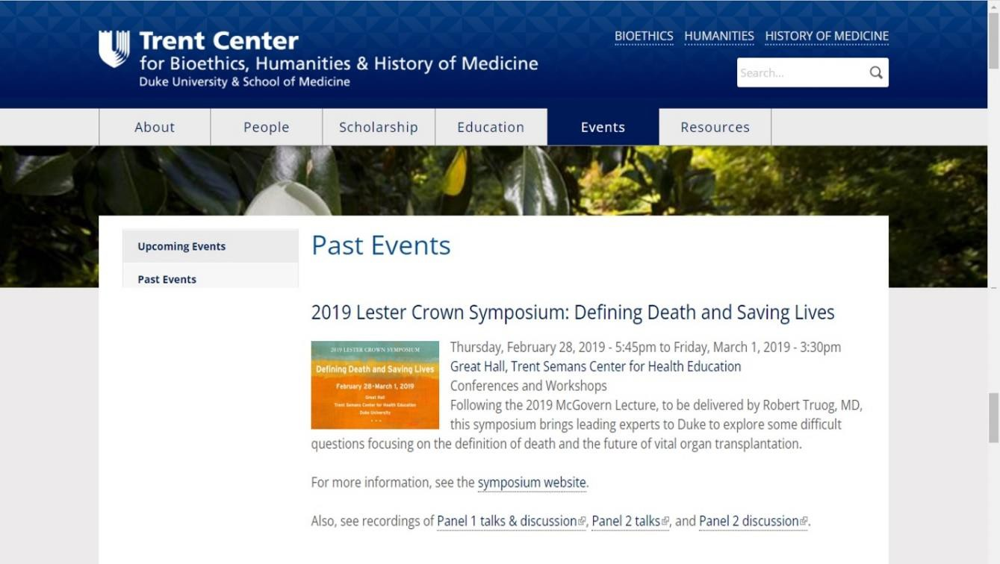 Trent Center
for Bioethics, Humanities & History of Medicine
Duke University & School of Medicine
BIOETHICS HUMANITIES HISTORY OF MEDICINE
Search...
About People Scholarship Education Events Resources
Upcoming Events
Past Events
Past Events
2019 Lester Crown Symposium: Defining Death and Saving Lives
2019 LESTER CROWN SYMPOSIUM
Defining Death and Saving Lives
February 28-March 1, 2019
Great Hall
Trent Semans Center for Health Education
Duke University
Thursday, February 28, 2019 - 5:45pm to Friday, March 1, 2019 - 3:30pm
Great Hall, Trent Semans Center for Health Education
Conferences and Workshops
Following the 2019 McGovern Lecture, to be delivered by Robert Truog, MD,
this symposium brings leading experts to Duke to explore some difficult
questions focusing on the definition of death and the future of vital organ transplantation.
For more information, see the symposium website.
Also, see recordings of Panel 1 talks & discussion, Panel 2 talks, and Panel 2 discussion.